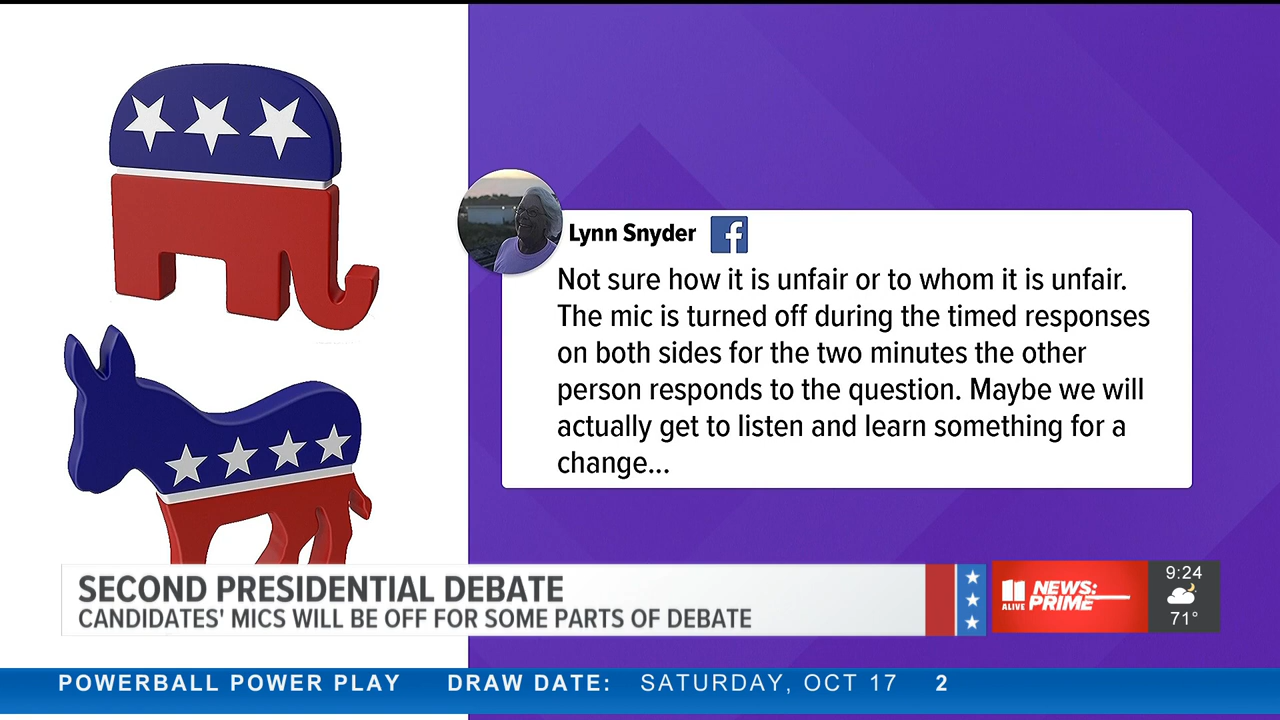 Lynn Snyder
Not sure how it is unfair or to whom it is unfair.
The mic is turned off during the timed responses
on both sides for the two minutes the other
person responds to the question. Maybe we will
actually get to listen and learn something for a
change...
SECOND PRESIDENTIAL DEBATE
CANDIDATES' MICS WILL BE OFF FOR SOME PARTS OF DEBATE
11 ALIVE NEWS: PRIME
9:24
71°
POWERBALL POWER PLAY DRAW DATE: SATURDAY, OCT 17 2